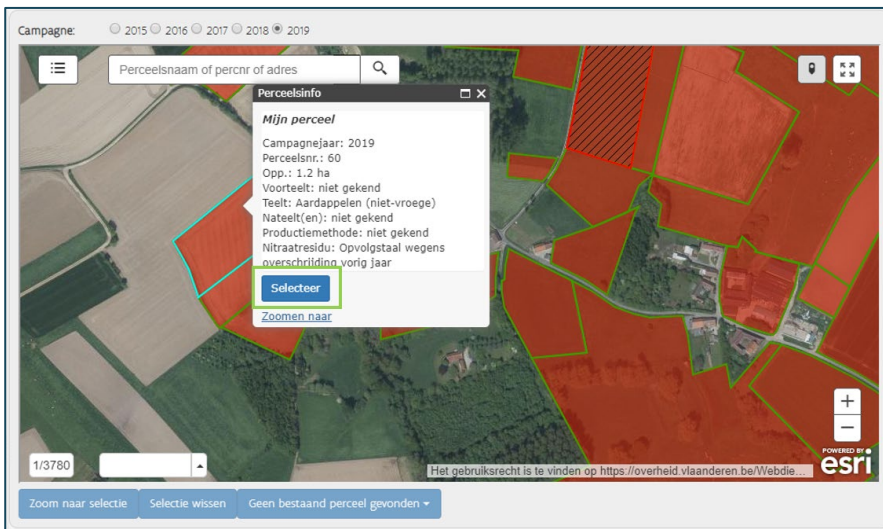 Campagne: 2015 2016 2017 2018 2019
Perceelsnaam of percnr of adres
Perceelsinfo
Mijn perceel
Campagnejaar: 2019
Perceelsnr.: 60
Opp.: 1.2 ha
Voorteelt: niet gekend
Teelt: Aardappelen (niet-vroege)
Nateelt(en): niet gekend
Productiemethode: niet gekend
Nitraatresidu: Opvolgstaal wegens
overschrijding vorig jaar
Selecteer
Zoomen naar
1/3780
Het gebruiksrecht is te vinden op https://overheid.vlaanderen.be/Webdie...
POWERED BY
esri
Zoom naar selectie Selectie wissen Geen bestaand perceel gevonden